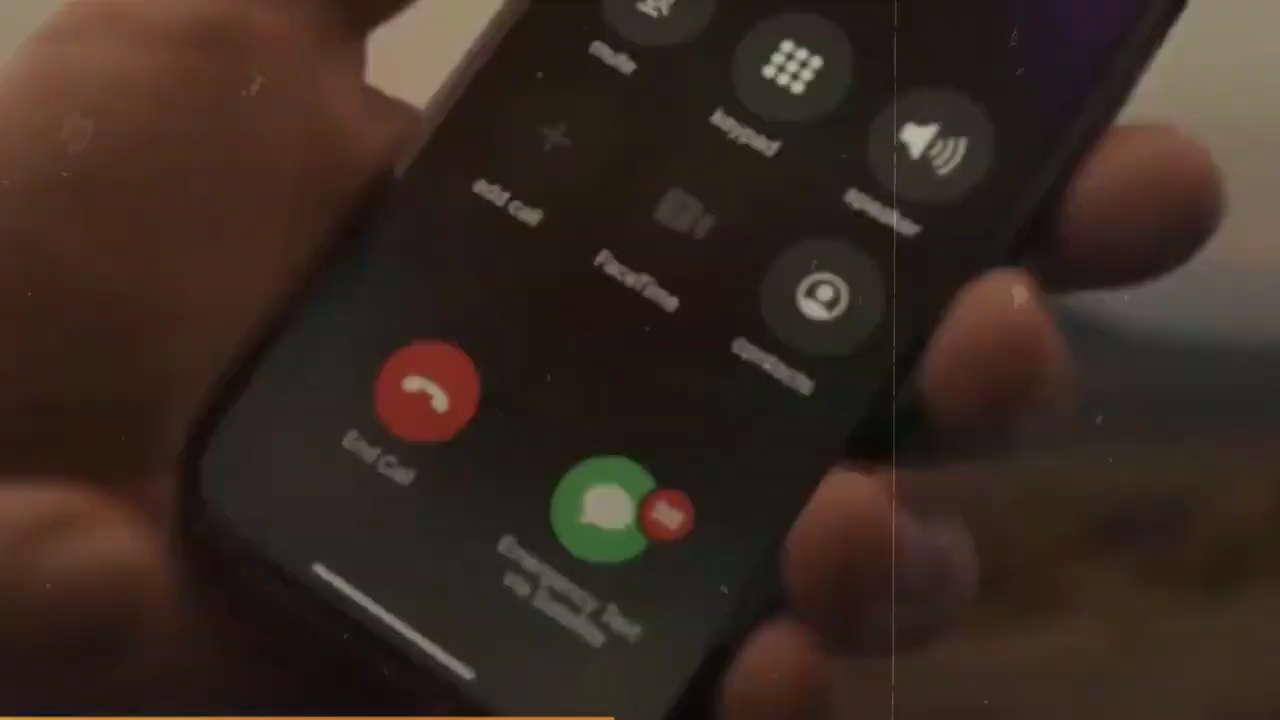 mute
keypad
speaker
add call
FaceTime
contacts
End Call
Emergency Text
via Satellite